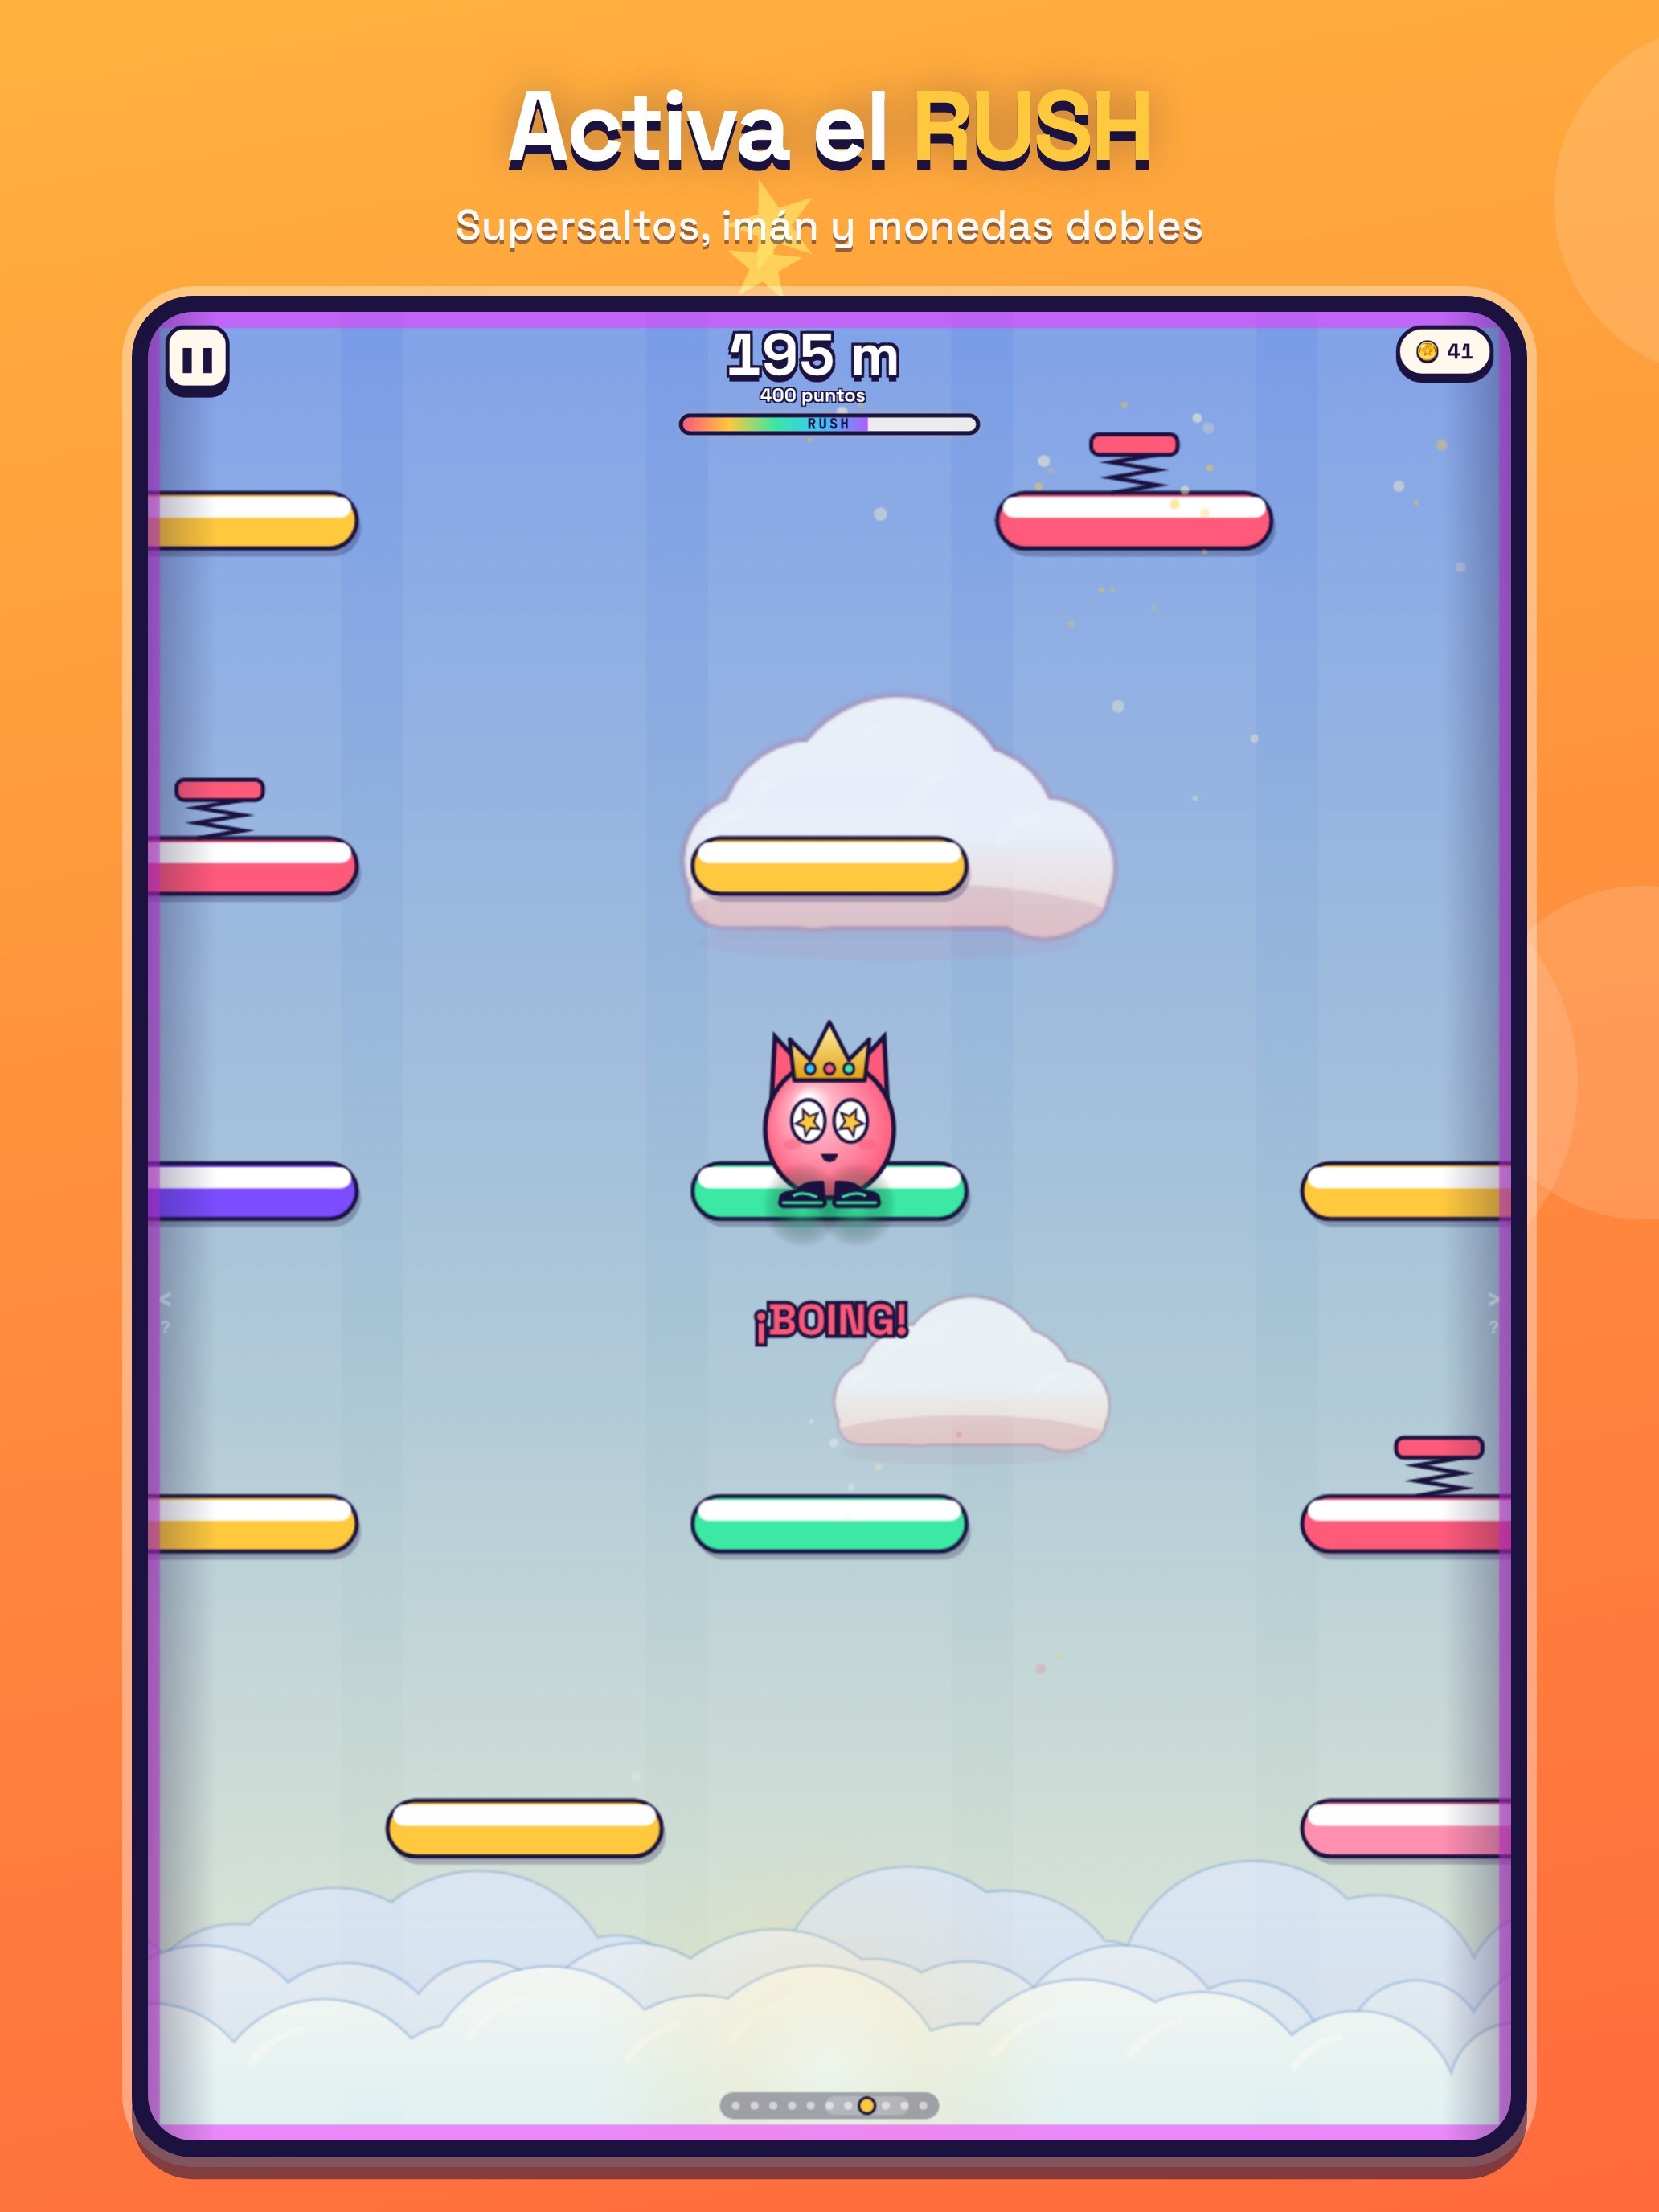 Activa el RUSH
Supersaltos, imán y monedas dobles
195 m
41
400 puntos
RUSH
<
>
?
?
¡BOING!